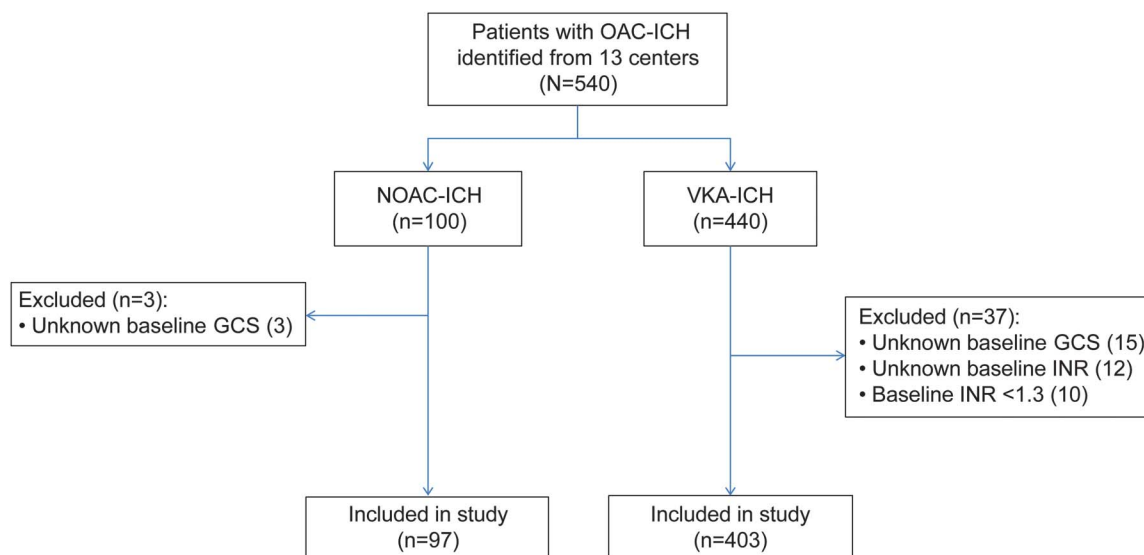 Patients with OAC-ICH
identified from 13 centers
(N=540)
NOAC-ICH
(n=100)
VKA-ICH
(n=440)
Excluded (n=3):
• Unknown baseline GCS (3)
Excluded (n=37):
• Unknown baseline GCS (15)
• Unknown baseline INR (12)
• Baseline INR <1.3 (10)
Included in study
(n=97)
Included in study
(n=403)